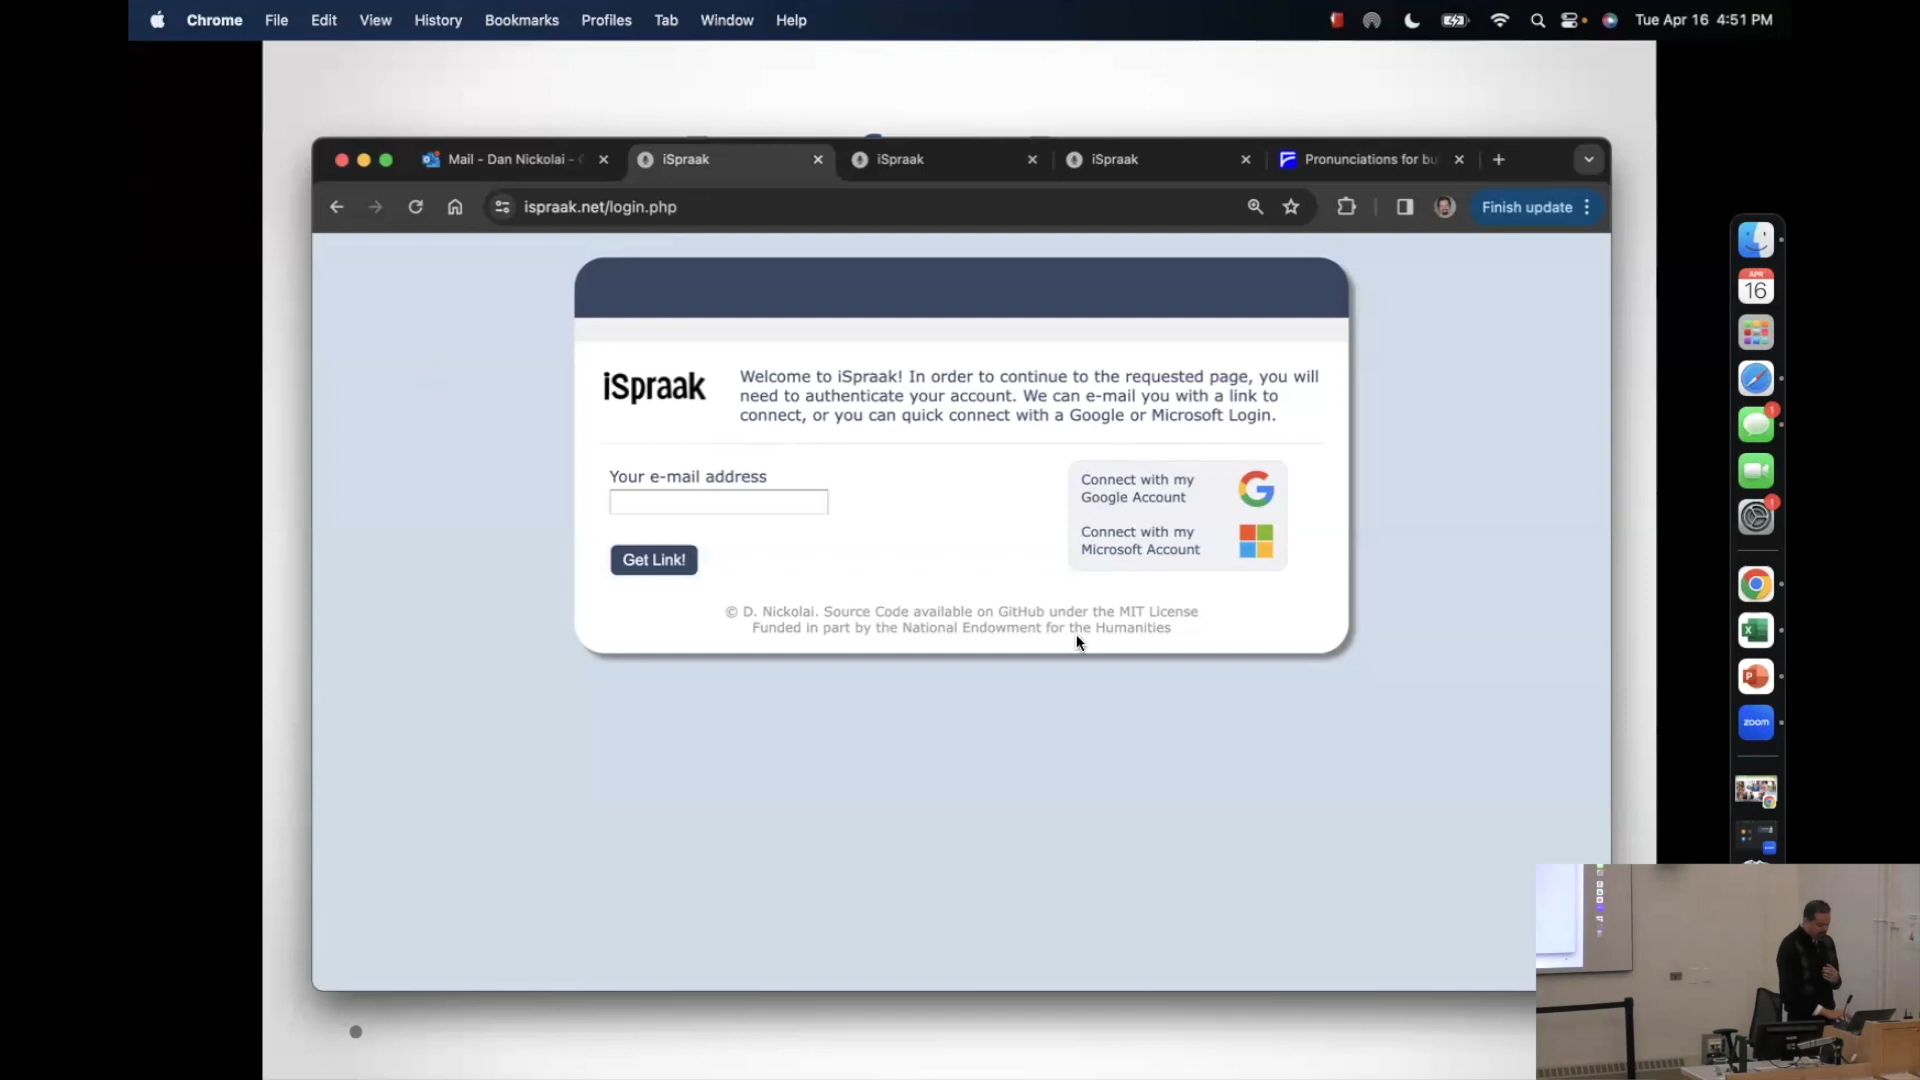 Chrome File Edit View History Bookmarks Profiles Tab Window Help Tue Apr 16 4:51 PM
Mail - Dan Nickolai - iSpraak iSpraak iSpraak Pronunciations for bu
ispraak.net/login.php Finish update
iSpraak
Welcome to iSpraak! In order to continue to the requested page, you will
need to authenticate your account. We can e-mail you with a link to
connect, or you can quick connect with a Google or Microsoft Login.
Your e-mail address
Get Link!
Connect with my
Google Account
Connect with my
Microsoft Account
© D. Nickolai. Source Code available on GitHub under the MIT License
Funded in part by the National Endowment for the Humanities
APR
16
1
1
zoom